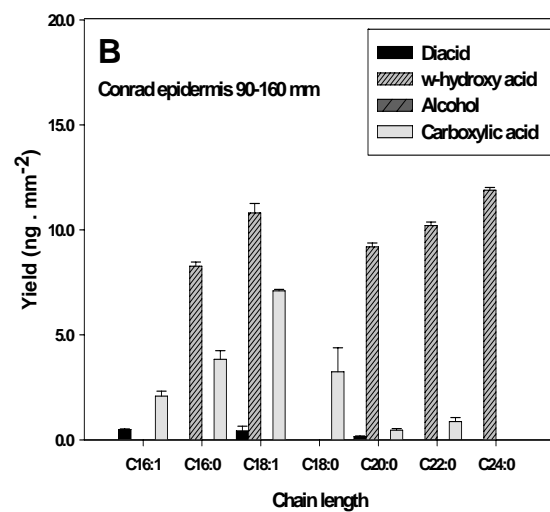 B
Conrad epidermis 90-160 mm
Diacid
w-hydroxy acid
Alcohol
Carboxylic acid
Yield (ng . mm-2)
20.0
15.0
10.0
5.0
0.0
C16:1 C16:0 C18:1 C18:0 C20:0 C22:0 C24:0
Chain length